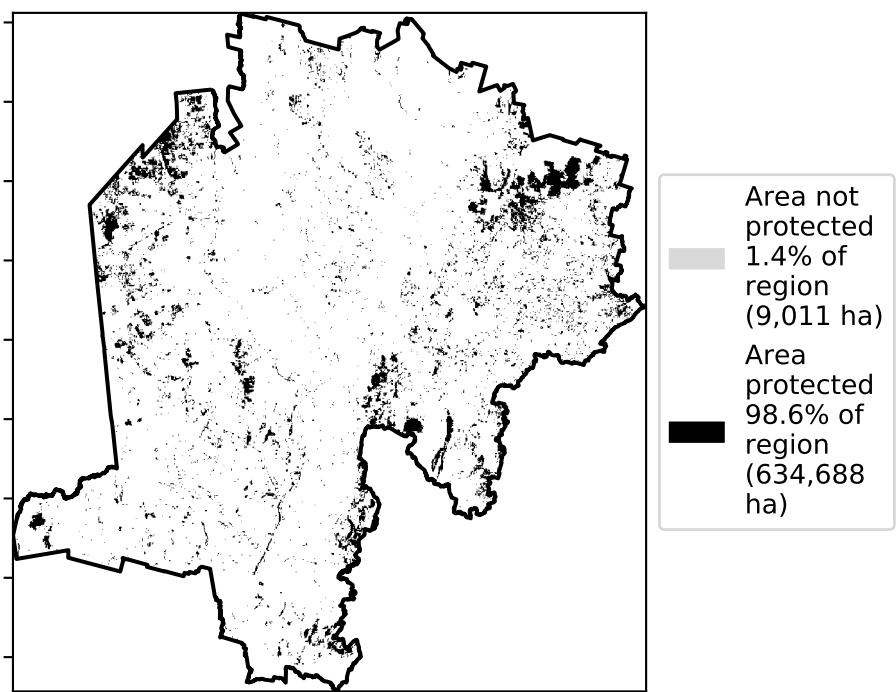 Area not
protected
1.4% of
region
(9,011 ha)
Area
protected
98.6% of
region
(634,688
ha)